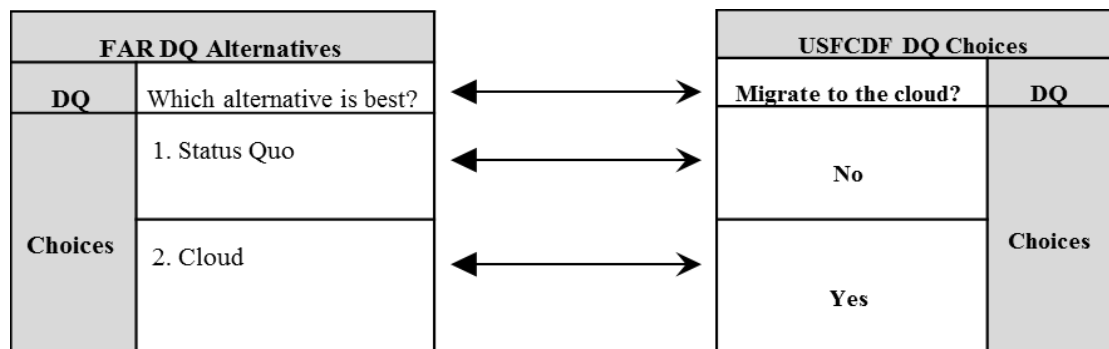 FAR DQ Alternatives
DQ
Which alternative is best?
Choices
1. Status Quo
2. Cloud
USFCDF DQ Choices
Migrate to the cloud?
DQ
No
Yes
Choices